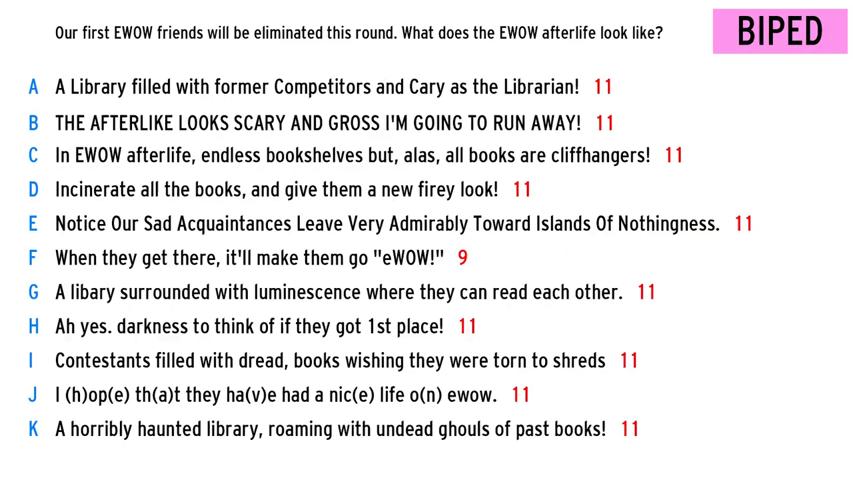 Our first EWOW friends will be eliminated this round. What does the EWOW afterlife look like?
BIPED
A A Library filled with former Competitors and Cary as the Librarian! 11
B THE AFTERLIKE LOOKS SCARY AND GROSS I'M GOING TO RUN AWAY! 11
C In EWOW afterlife, endless bookshelves but, alas, all books are cliffhangers! 11
D Incinerate all the books, and give them a new firey look! 11
E Notice Our Sad Acquaintances Leave Very Admirably Toward Islands Of Nothingness. 11
F When they get there, it'll make them go "eWOW!" 9
G A libary surrounded with luminescence where they can read each other. 11
H Ah yes. darkness to think of if they got 1st place! 11
I Contestants filled with dread, books wishing they were torn to shreds 11
J I (h)op(e) th(a)t they ha(v)e had a nic(e) life o(n) ewow. 11
K A horribly haunted library, roaming with undead ghouls of past books! 11